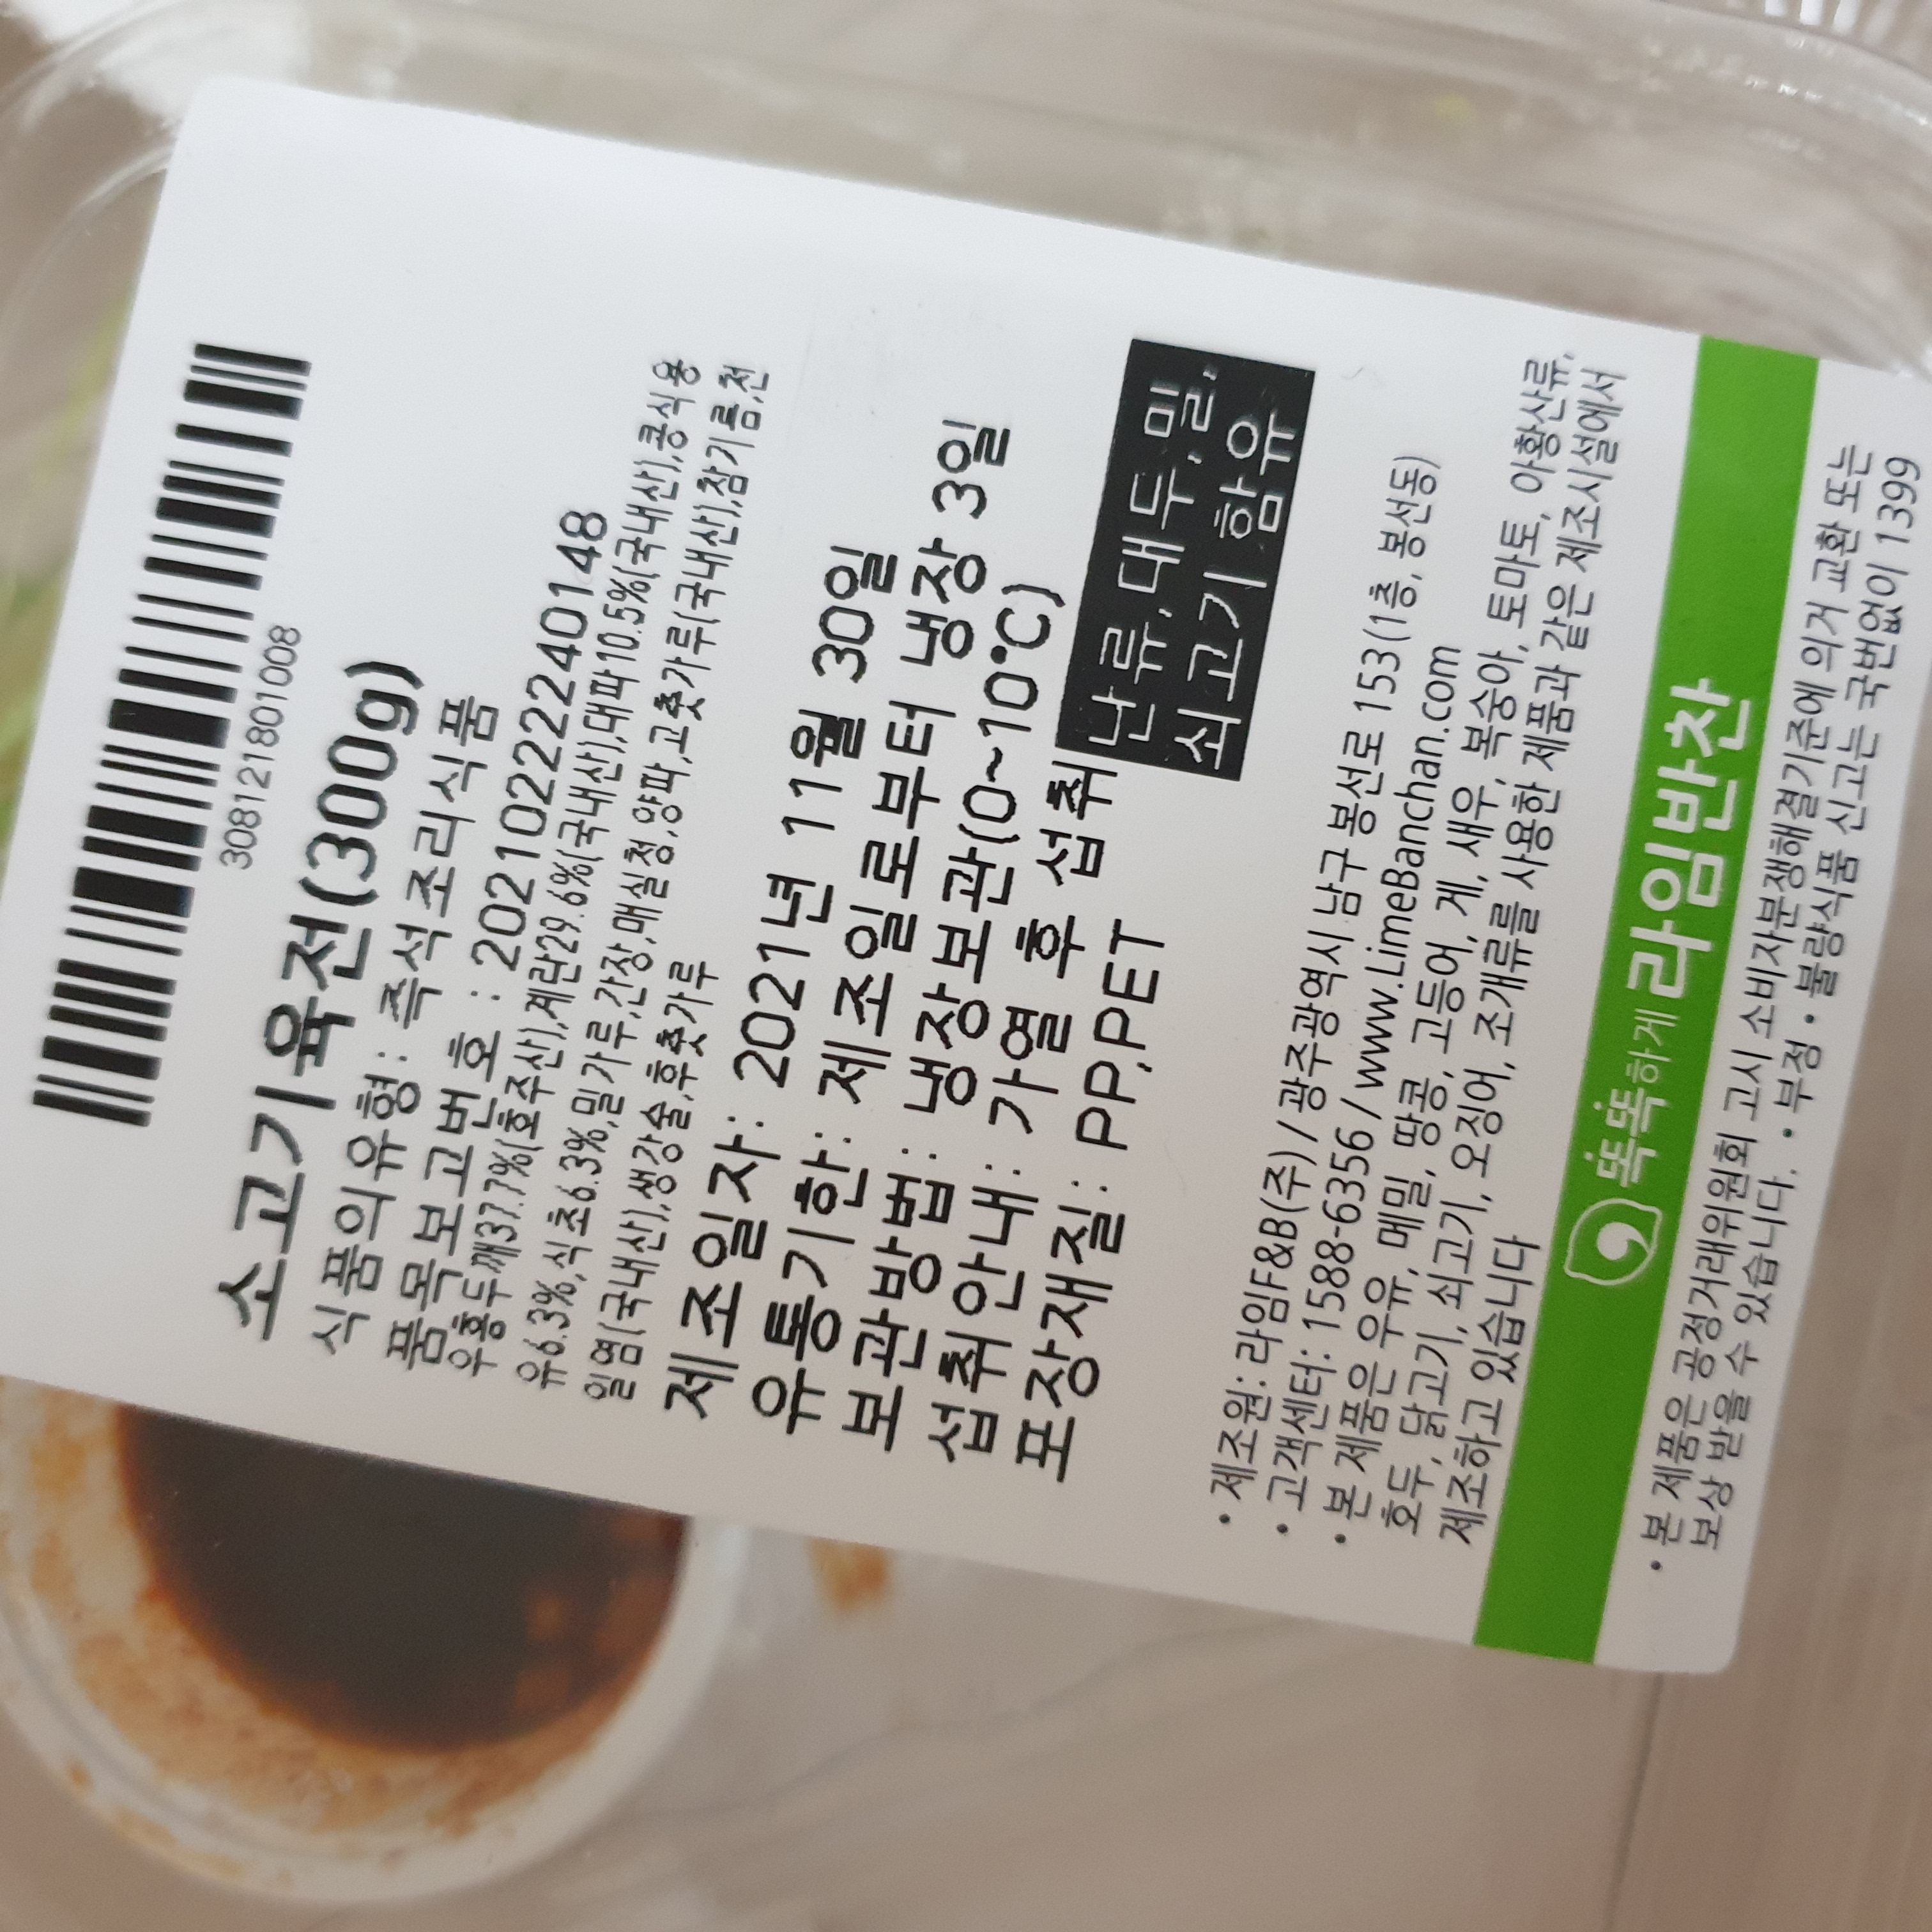 308121801008
소고기육전(300g)
식품의유형: 즉석조리식품
품목보고번호 : 2021022240148
우홍두깨37.7%(호주산),계란29.6%(국내산),대파10.5%(국내산),콩식용
유6.3%,식초6.3%,밀가루,간장,매실청,양파,고춧가루(국내산),참기름,천
일염(국내산),생강술,후춧가루
제조일자: 2021년 11월 30일
유통기한: 제조일로부터 냉장 3일
보관방법: 냉장보관(0~10℃)
섭취안내: 가열 후 섭취
포장재질: PP,PET
난류,대두,밀,
쇠고기 함유
• 제조원: 라임F&B(주) / 광주광역시 남구 봉선로 153(1층, 봉선동)
• 고객센터: 1588-6356 / www.LimeBanchan.com
• 본 제품은 우유, 메밀, 땅콩, 고등어, 게, 새우, 복숭아, 토마토, 아황산류,
호두, 닭고기, 쇠고기, 오징어, 조개류를 사용한 제품과 같은 제조시설에서
제조하고 있습니다
똑똑하게 라임반찬
• 본 제품은 공정거래위원회 고시 소비자분쟁해결기준에 의거 교환 또는
보상 받을 수 있습니다. • 부정 • 불량식품 신고는 국번없이 1399